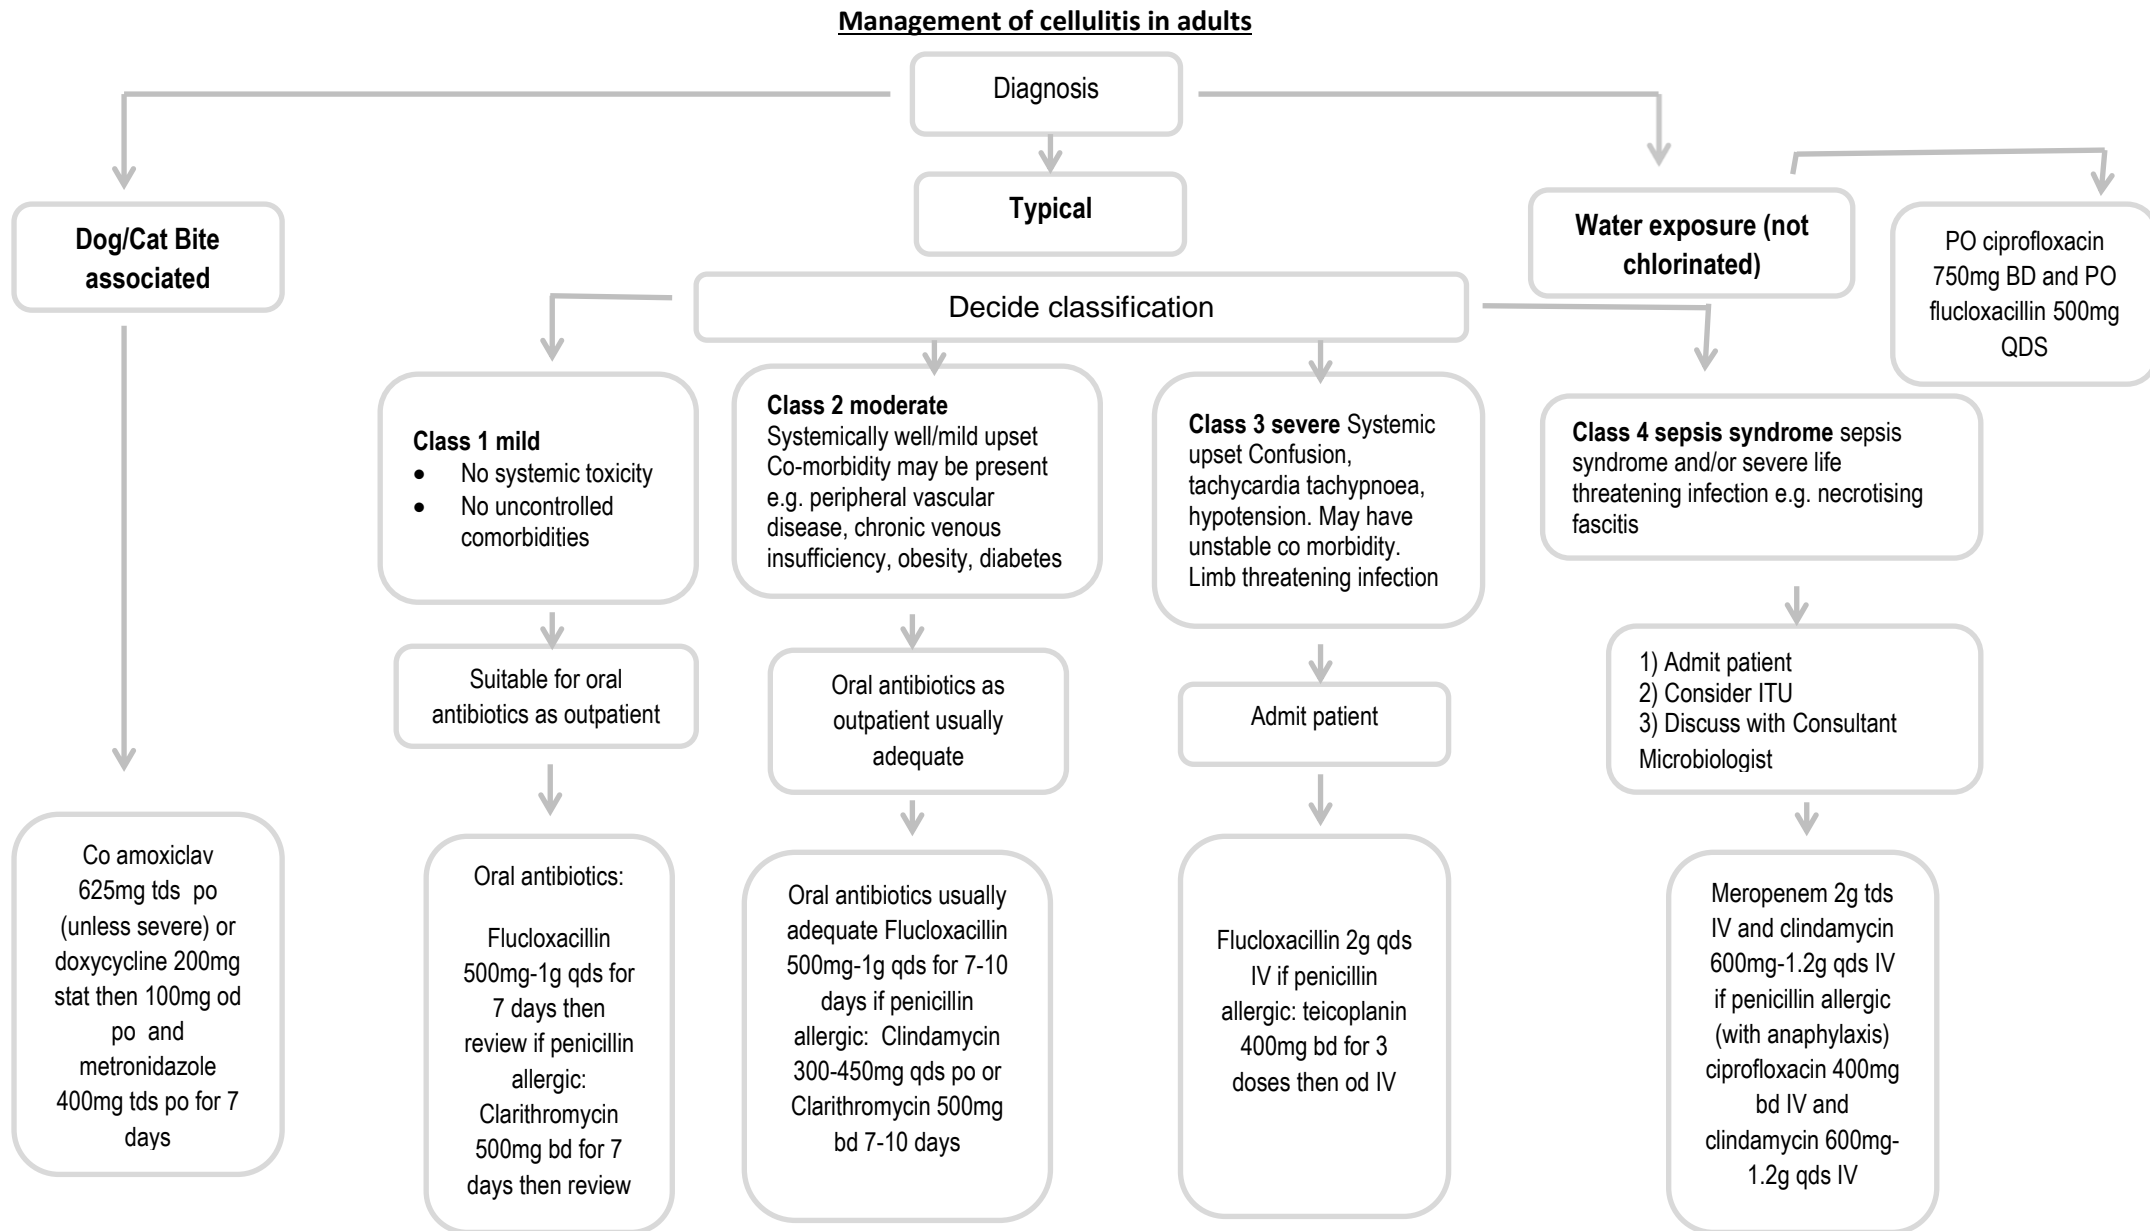 Management of cellulitis in adults
Diagnosis
Typical
Dog/Cat Bite
associated
Water exposure (not
chlorinated)
PO ciprofloxacin
750mg BD and PO
flucloxacillin 500mg
QDS
Decide classification
Class 1 mild
• No systemic toxicity
• No uncontrolled
comorbidities
Class 2 moderate
Systemically well/mild upset
Co-morbidity may be present
e.g. peripheral vascular
disease, chronic venous
insufficiency, obesity, diabetes
Class 3 severe Systemic
upset Confusion,
tachycardia tachypnoea,
hypotension. May have
unstable co morbidity.
Limb threatening infection
Class 4 sepsis syndrome sepsis
syndrome and/or severe life
threatening infection e.g. necrotising
fascitis
Suitable for oral
antibiotics as outpatient
Oral antibiotics as
outpatient usually
adequate
Admit patient
1) Admit patient
2) Consider ITU
3) Discuss with Consultant
Microbiologist
Co amoxiclav
625mg tds po
(unless severe) or
doxycycline 200mg
stat then 100mg od
po and
metronidazole
400mg tds po for 7
days
Oral antibiotics:
Flucloxacillin
500mg-1g qds for
7 days then
review if penicillin
allergic:
Clarithromycin
500mg bd for 7
days then review
Oral antibiotics usually
adequate Flucloxacillin
500mg-1g qds for 7-10
days if penicillin
allergic: Clindamycin
300-450mg qds po or
Clarithromycin 500mg
bd 7-10 days
Flucloxacillin 2g qds
IV if penicillin
allergic: teicoplanin
400mg bd for 3
doses then od IV
Meropenem 2g tds
IV and clindamycin
600mg-1.2g qds IV
if penicillin allergic
(with anaphylaxis)
ciprofloxacin 400mg
bd IV and
clindamycin 600mg-
1.2g qds IV